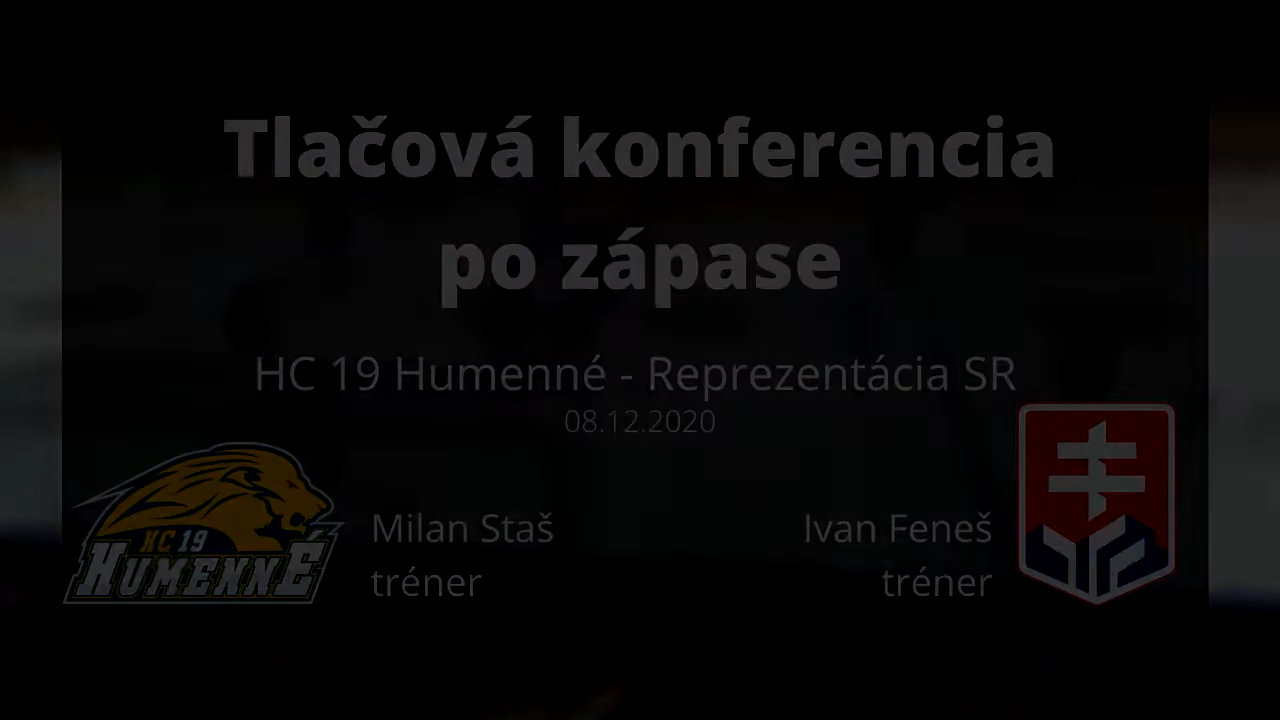 Tlačová konferencia
po zápase
HC 19 Humenné - Reprezentácia SR
08.12.2020
HC 19
HUMENNÉ
Milan Staš
tréner
Ivan Feneš
tréner